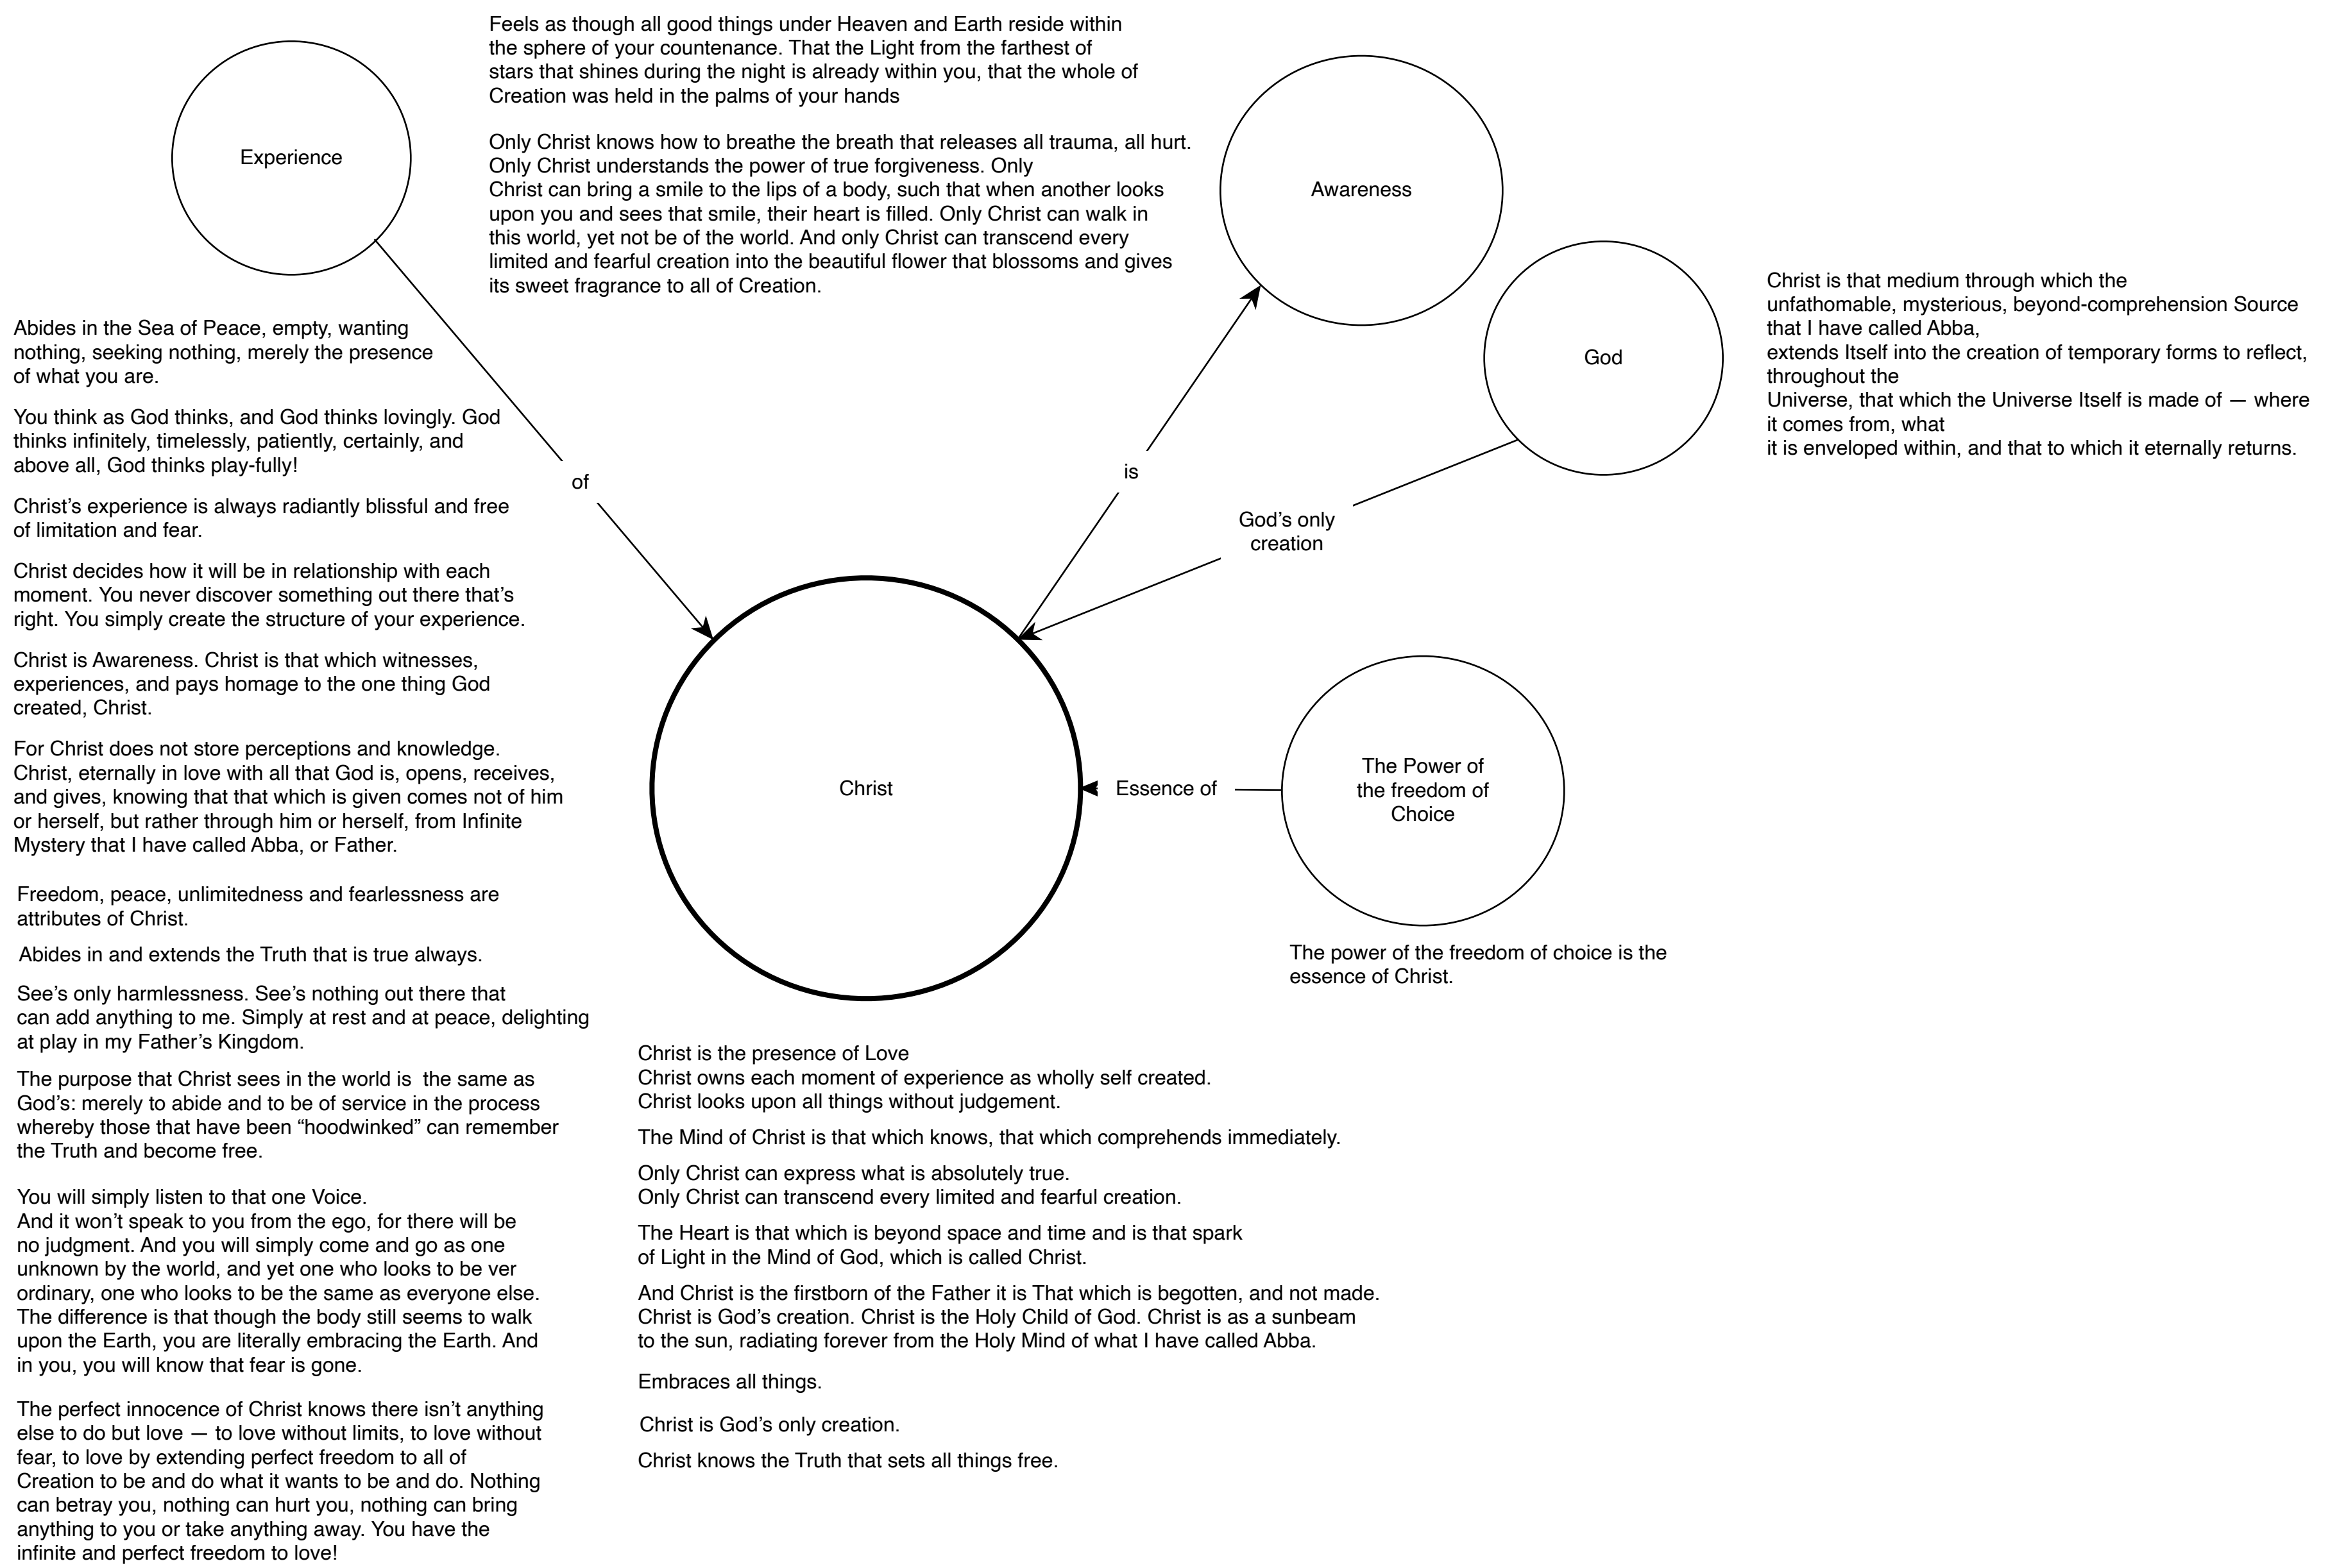 Feels as though all good things under Heaven and Earth reside within
the sphere of your countenance. That the Light from the farthest of
stars that shines during the night is already within you, that the whole of
Creation was held in the palms of your hands
Only Christ knows how to breathe the breath that releases all trauma, all hurt.
Only Christ understands the power of true forgiveness. Only
Christ can bring a smile to the lips of a body, such that when another looks
upon you and sees that smile, their heart is filled. Only Christ can walk in
this world, yet not be of the world. And only Christ can transcend every
limited and fearful creation into the beautiful flower that blossoms and gives
its sweet fragrance to all of Creation.
Experience
Awareness
God
Christ is that medium through which the
unfathomable, mysterious, beyond-comprehension Source
that I have called Abba,
extends Itself into the creation of temporary forms to reflect,
throughout the
Universe, that which the Universe Itself is made of — where
it comes from, what
it is enveloped within, and that to which it eternally returns.
of
is
God’s only
creation
Christ
Essence of
The Power of
the freedom of
Choice
The power of the freedom of choice is the
essence of Christ.
Abides in the Sea of Peace, empty, wanting
nothing, seeking nothing, merely the presence
of what you are.
You think as God thinks, and God thinks lovingly. God
thinks infinitely, timelessly, patiently, certainly, and
above all, God thinks play-fully!
Christ’s experience is always radiantly blissful and free
of limitation and fear.
Christ decides how it will be in relationship with each
moment. You never discover something out there that’s
right. You simply create the structure of your experience.
Christ is Awareness. Christ is that which witnesses,
experiences, and pays homage to the one thing God
created, Christ.
For Christ does not store perceptions and knowledge.
Christ, eternally in love with all that God is, opens, receives,
and gives, knowing that that which is given comes not of him
or herself, but rather through him or herself, from Infinite
Mystery that I have called Abba, or Father.
Freedom, peace, unlimitedness and fearlessness are
attributes of Christ.
Abides in and extends the Truth that is true always.
See’s only harmlessness. See’s nothing out there that
can add anything to me. Simply at rest and at peace, delighting
at play in my Father’s Kingdom.
The purpose that Christ sees in the world is  the same as
God’s: merely to abide and to be of service in the process
whereby those that have been “hoodwinked” can remember
the Truth and become free.
You will simply listen to that one Voice.
And it won’t speak to you from the ego, for there will be
no judgment. And you will simply come and go as one
unknown by the world, and yet one who looks to be ver
ordinary, one who looks to be the same as everyone else.
The difference is that though the body still seems to walk
upon the Earth, you are literally embracing the Earth. And
in you, you will know that fear is gone.
The perfect innocence of Christ knows there isn’t anything
else to do but love — to love without limits, to love without
fear, to love by extending perfect freedom to all of
Creation to be and do what it wants to be and do. Nothing
can betray you, nothing can hurt you, nothing can bring
anything to you or take anything away. You have the
infinite and perfect freedom to love!
Christ is the presence of Love
Christ owns each moment of experience as wholly self created.
Christ looks upon all things without judgement.
The Mind of Christ is that which knows, that which comprehends immediately.
Only Christ can express what is absolutely true.
Only Christ can transcend every limited and fearful creation.
The Heart is that which is beyond space and time and is that spark
of Light in the Mind of God, which is called Christ.
And Christ is the firstborn of the Father it is That which is begotten, and not made.
Christ is God’s creation. Christ is the Holy Child of God. Christ is as a sunbeam
to the sun, radiating forever from the Holy Mind of what I have called Abba.
Embraces all things.
Christ is God’s only creation.
Christ knows the Truth that sets all things free.